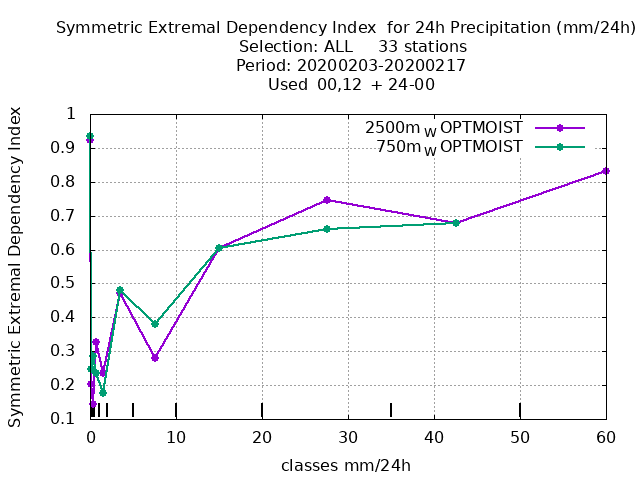 Symmetric Extremal Dependency Index  for 24h Precipitation (mm/24h)
Selection: ALL     33 stations
Period: 20200203-20200217
Used  00,12  + 24-00
Symmetric Extremal Dependency Index
1
0.9
0.8
0.7
0.6
0.5
0.4
0.3
0.2
0.1
2500m W OPTMOIST
750m W OPTMOIST
0 10 20 30 40 50 60
classes mm/24h